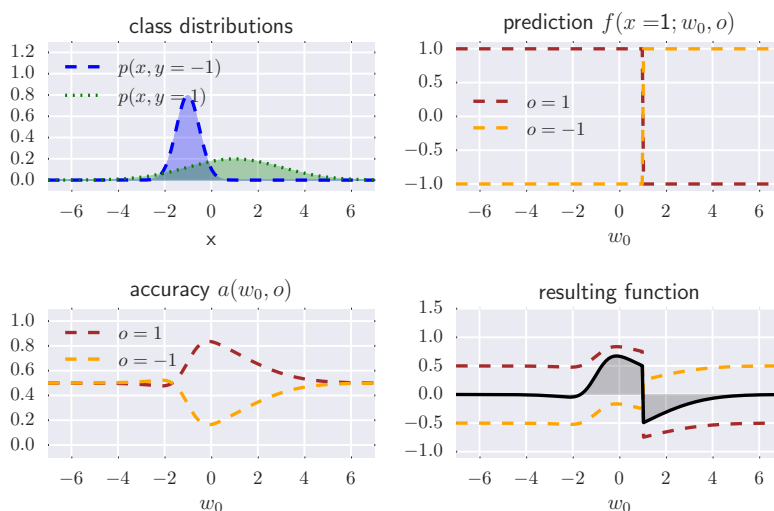 class distributions
1.2
1.0
0.8
0.6
0.4
0.2
0.0
p(x, y = −1)
p(x, y = 1)
−6 −4 −2 0 2 4 6
x
prediction f(x =1; w₀, o)
1.0
0.5
0.0
−0.5
−1.0
o = 1
o = −1
−6 −4 −2 0 2 4 6
w₀
accuracy a(w₀, o)
1.0
0.8
0.6
0.4
0.2
0.0
o = 1
o = −1
−6 −4 −2 0 2 4 6
w₀
resulting function
1.5
1.0
0.5
0.0
−0.5
−1.0
−6 −4 −2 0 2 4 6
w₀